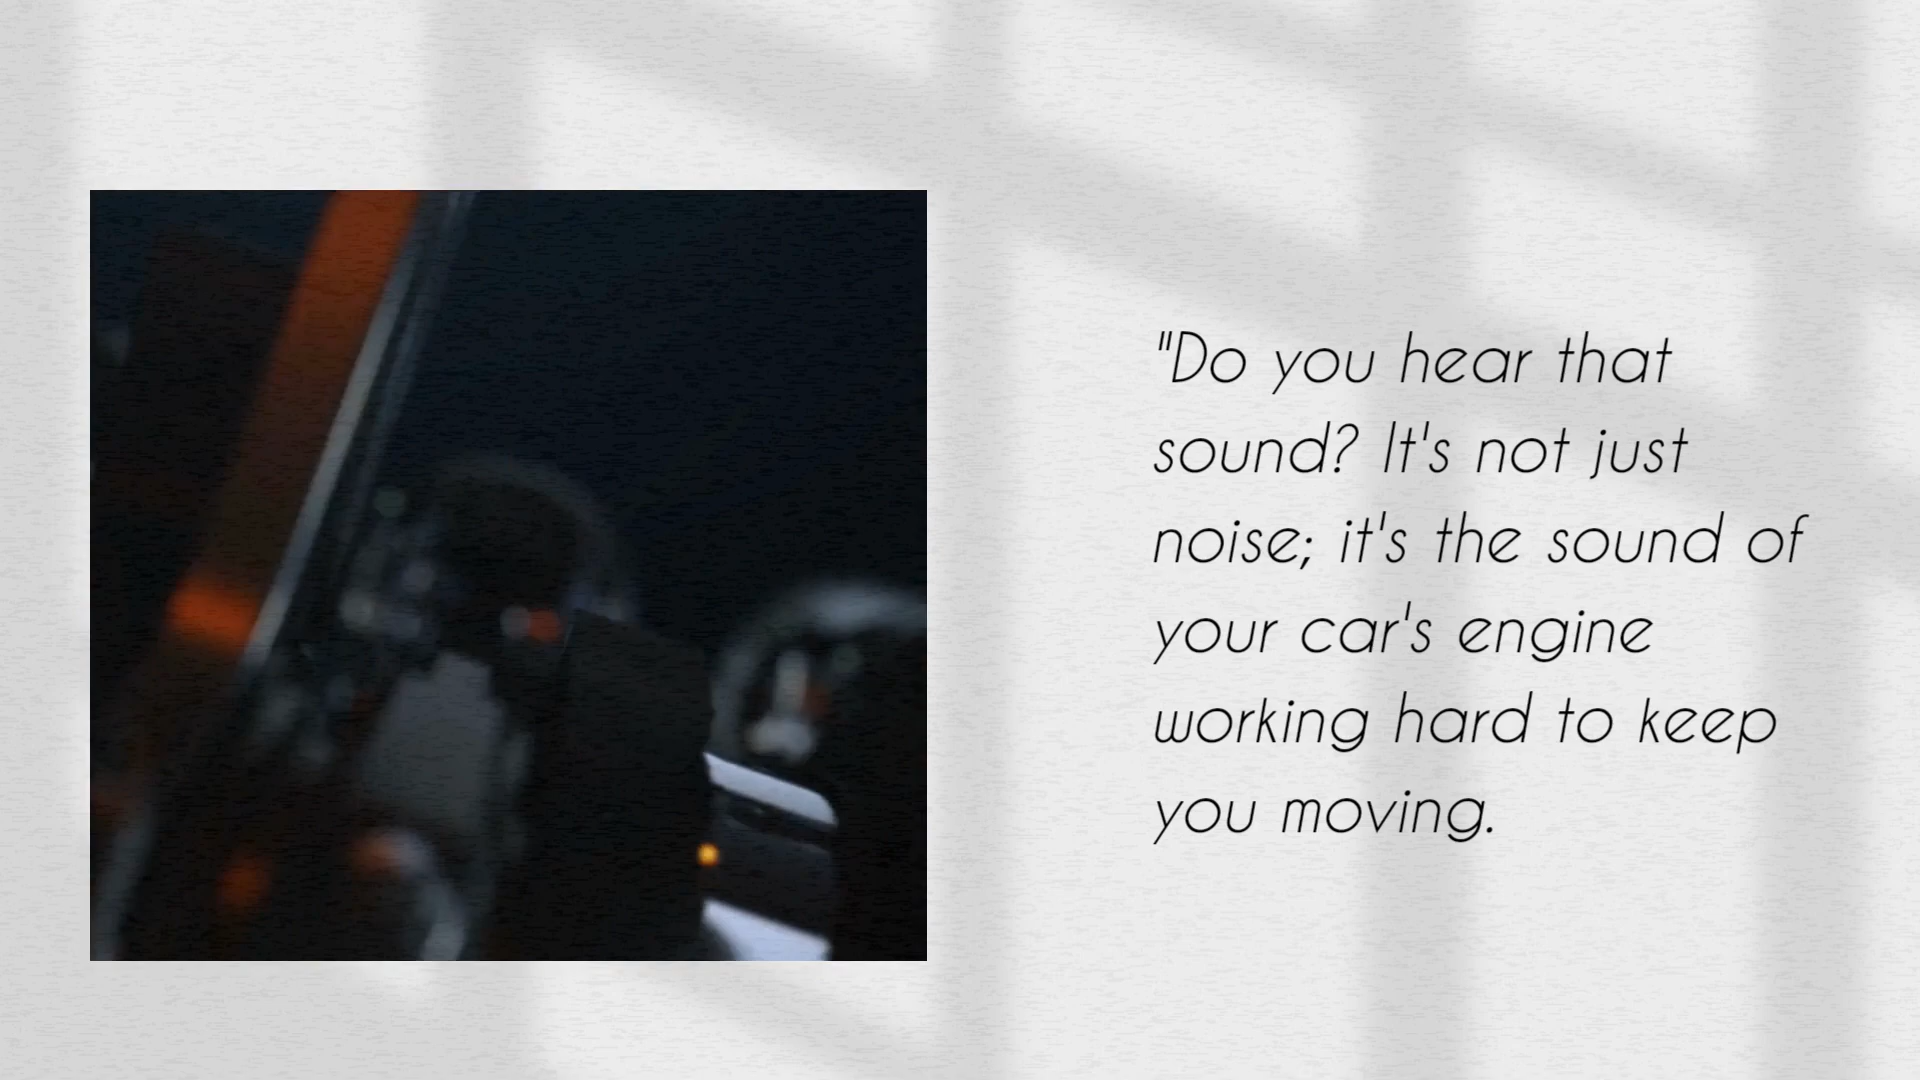 "Do you hear that
sound? It's not just
noise; it's the sound of
your car's engine
working hard to keep
you moving.